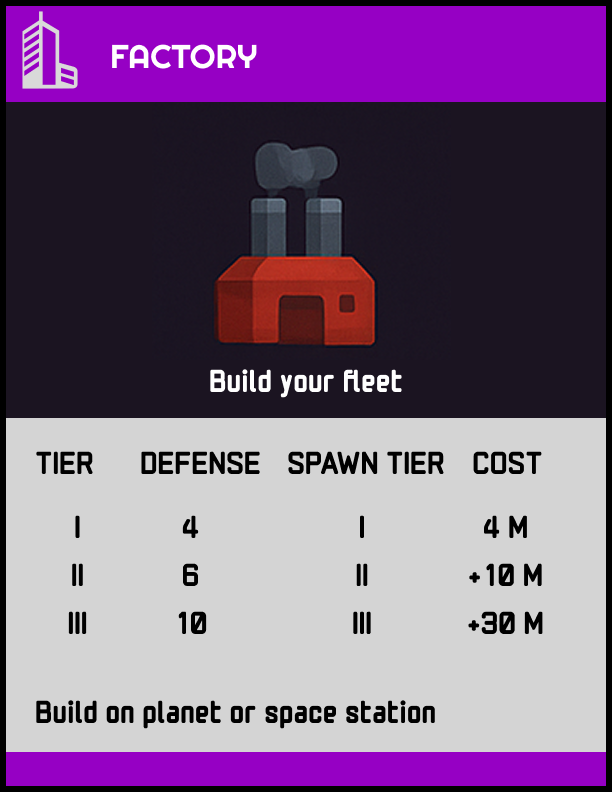 FACTORY
Build your fleet
TIER DEFENSE SPAWN TIER COST
I 4 I 4 M
II 6 II +10 M
III 10 III +30 M
Build on planet or space station